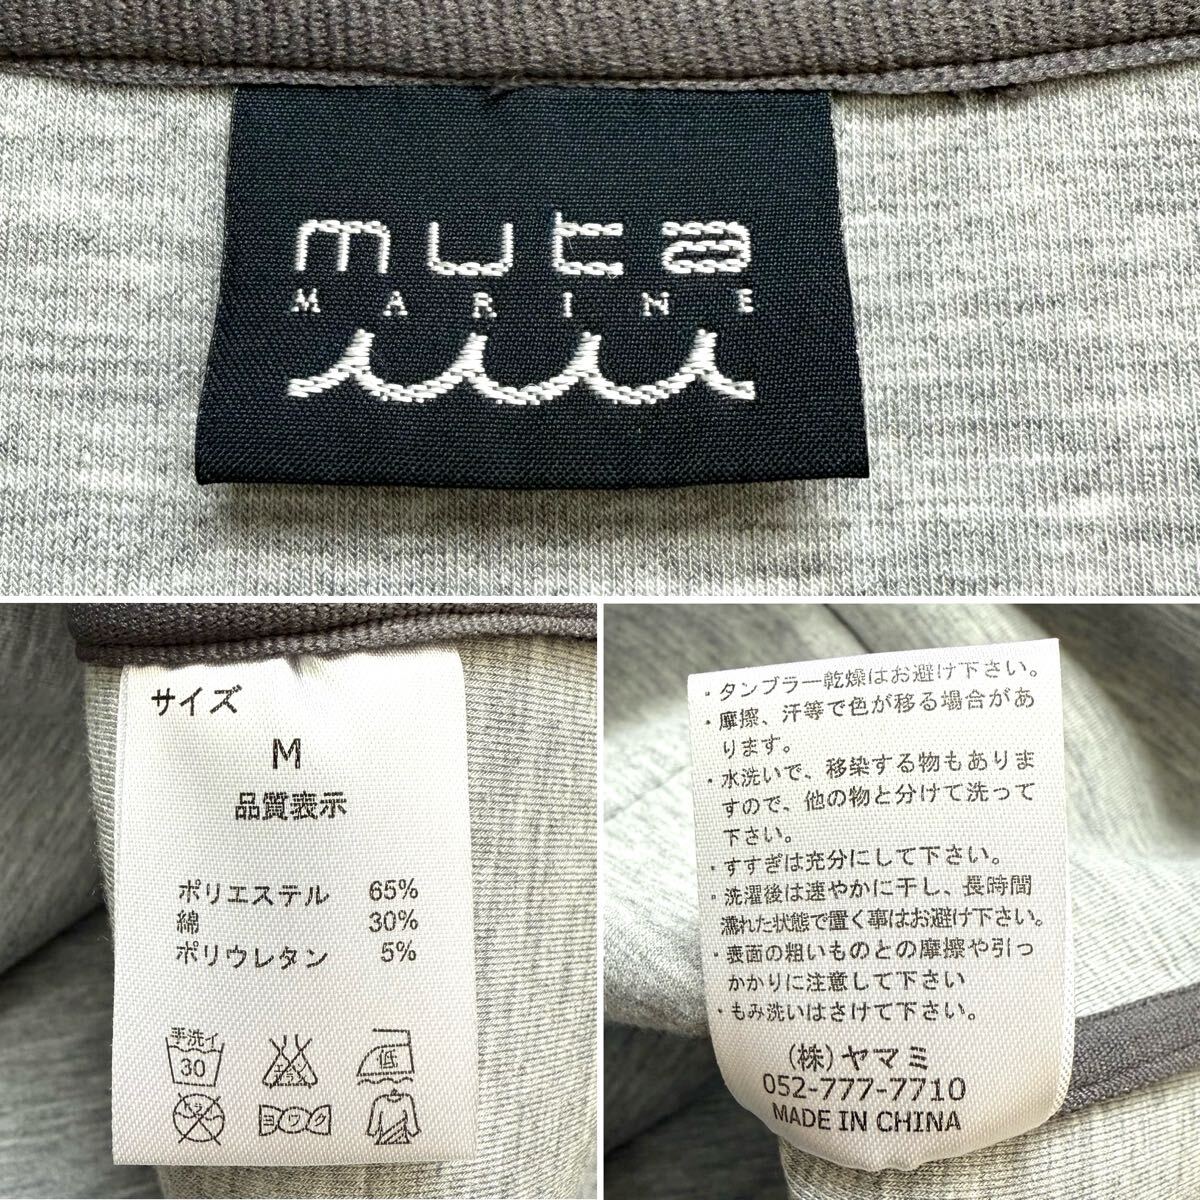 muta
MARINE
サイズ
M
品質表示
ポリエステル 65%
綿 30%
ポリウレタン 5%
手洗イ
30
エンソ
サラシ
低
ヨワク
・タンブラー乾燥はお避け下さい。
・摩擦、汗等で色が移る場合があ
ります。
・水洗いで、移染する物もありま
すので、他の物と分けて洗って
下さい。
・すすぎは充分にして下さい。
・洗濯後は速やかに干し、長時間
濡れた状態で置く事はお避け下さい。
・表面の粗いものとの摩擦や引っ
かかりに注意して下さい
・もみ洗いはさけて下さい。
(株)ヤマミ
052-777-7710
MADE IN CHINA